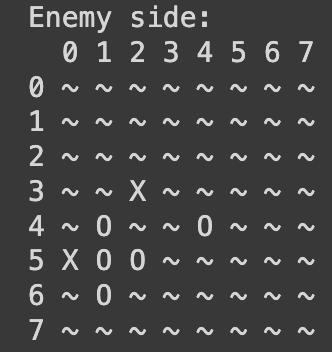 Enemy side:
  0 1 2 3 4 5 6 7
0 ~ ~ ~ ~ ~ ~ ~ ~
1 ~ ~ ~ ~ ~ ~ ~ ~
2 ~ ~ ~ ~ ~ ~ ~ ~
3 ~ ~ X ~ ~ ~ ~ ~
4 ~ O ~ ~ O ~ ~ ~
5 X O O ~ ~ ~ ~ ~
6 ~ O ~ ~ ~ ~ ~ ~
7 ~ ~ ~ ~ ~ ~ ~ ~